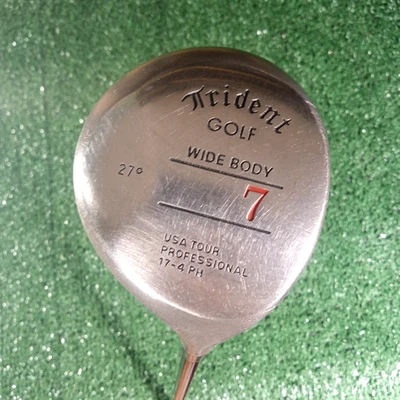 Trident
GOLF
WIDE BODY
27°
7
USA TOUR
PROFESSIONAL
17-4 PH